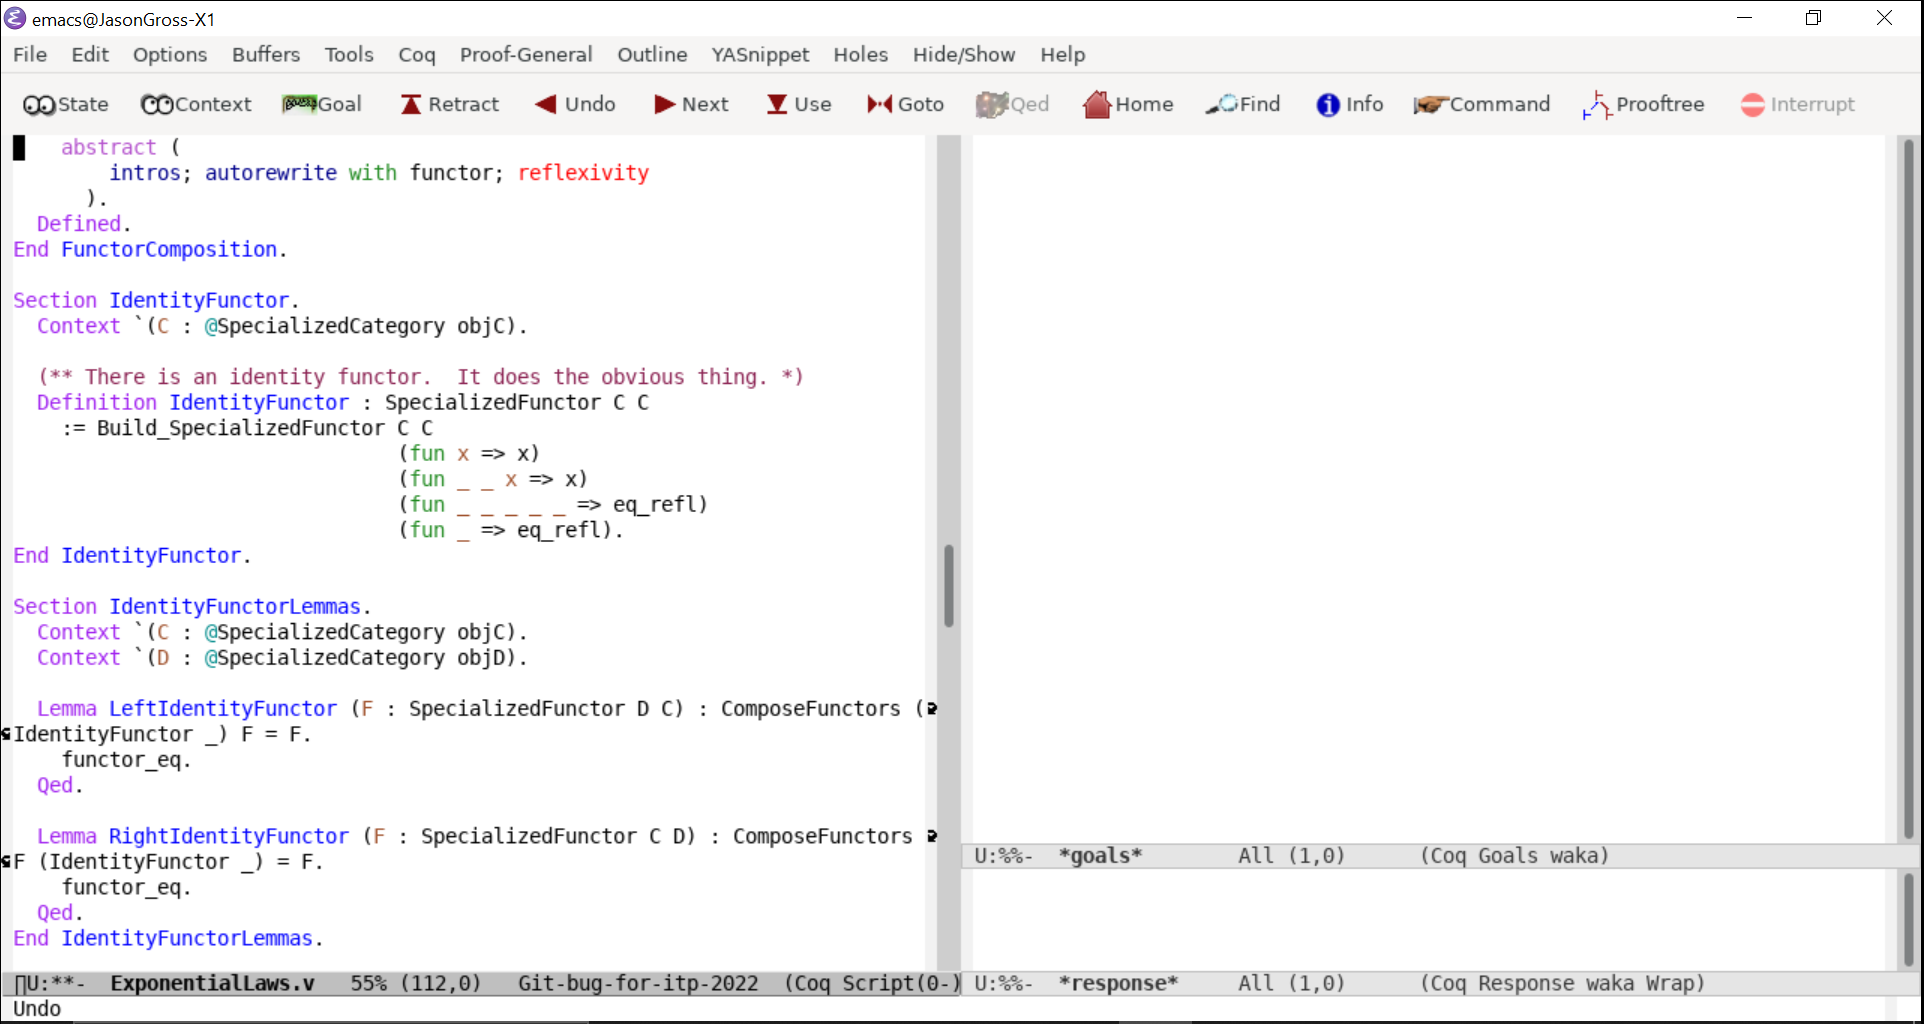 emacs@JasonGross-X1
File Edit Options Buffers Tools Coq Proof-General Outline YASnippet Holes Hide/Show Help
State Context Goal Retract Undo Next Use Goto Qed Home Find Info Command Prooftree Interrupt
    abstract (
        intros; autorewrite with functor; reflexivity
      ).
  Defined.
End FunctorComposition.

Section IdentityFunctor.
  Context `(C : @SpecializedCategory objC).

  (** There is an identity functor.  It does the obvious thing. *)
  Definition IdentityFunctor : SpecializedFunctor C C
    := Build_SpecializedFunctor C C
                                (fun x => x)
                                (fun _ _ x => x)
                                (fun _ _ _ _ _ => eq_refl)
                                (fun _ => eq_refl).
End IdentityFunctor.

Section IdentityFunctorLemmas.
  Context `(C : @SpecializedCategory objC).
  Context `(D : @SpecializedCategory objD).

  Lemma LeftIdentityFunctor (F : SpecializedFunctor D C) : ComposeFunctors (
IdentityFunctor _) F = F.
    functor_eq.
  Qed.

  Lemma RightIdentityFunctor (F : SpecializedFunctor C D) : ComposeFunctors
F (IdentityFunctor _) = F.
    functor_eq.
  Qed.
End IdentityFunctorLemmas.
U:**-  ExponentialLaws.v   55% (112,0)   Git-bug-for-itp-2022  (Coq Script(0-)
U:%%-  *goals*        All (1,0)      (Coq Goals waka)
U:%%-  *response*     All (1,0)      (Coq Response waka Wrap)
Undo